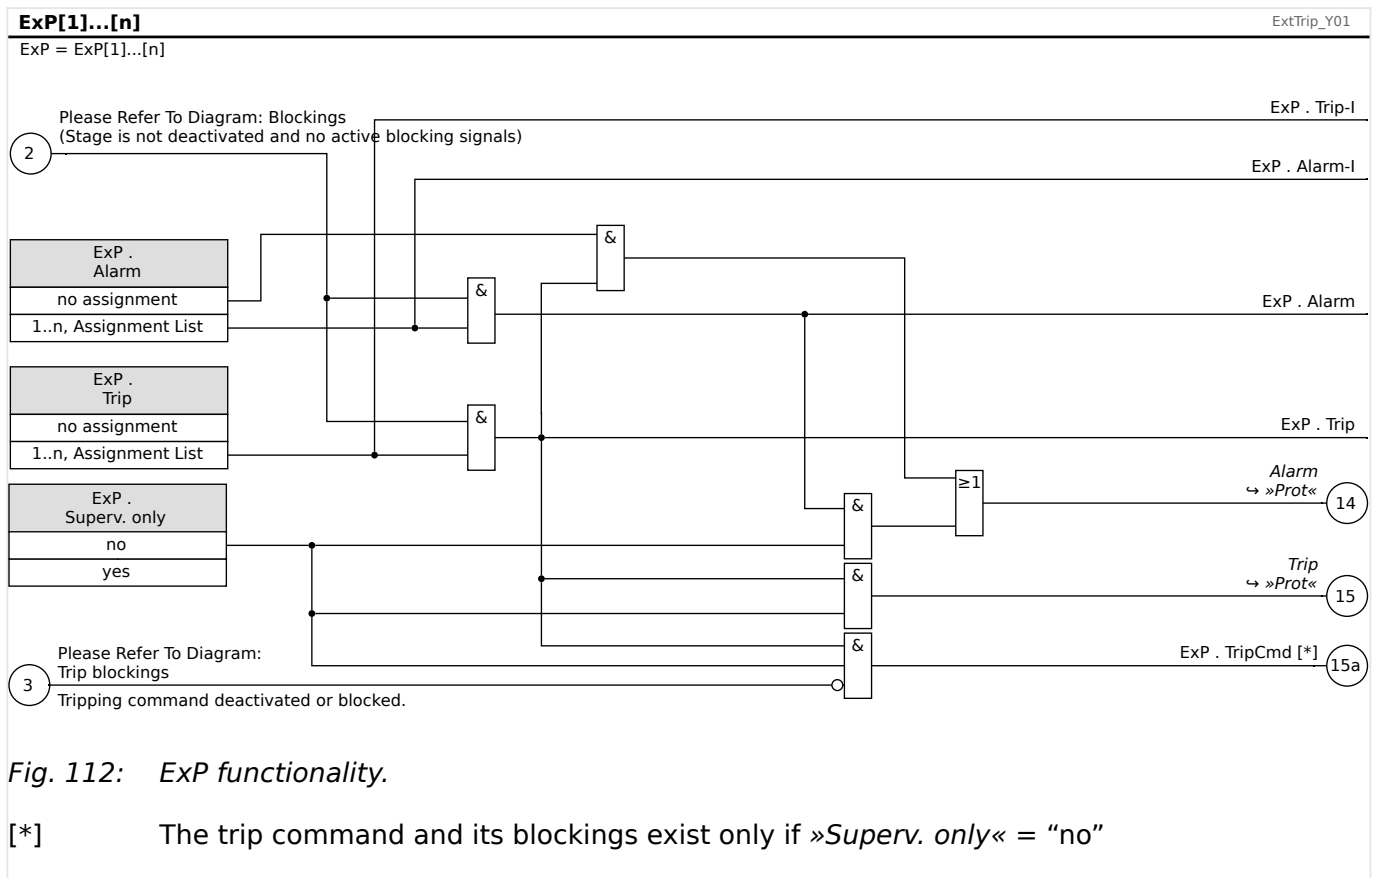 ExP[1]...[n]
ExtTrip_Y01
ExP = ExP[1]...[n]
Please Refer To Diagram: Blockings
(Stage is not deactivated and no active blocking signals)
2
ExP . Trip-I
ExP . Alarm-I
ExP .
Alarm
no assignment
1..n, Assignment List
&
&
ExP . Alarm
ExP .
Trip
no assignment
1..n, Assignment List
&
ExP . Trip
ExP .
Superv. only
no
yes
&
≥1
Alarm
↪ »Prot«
14
&
Trip
↪ »Prot«
15
&
ExP . TripCmd [*]
15a
Please Refer To Diagram:
Trip blockings
3
Tripping command deactivated or blocked.
Fig. 112: ExP functionality.
[*] The trip command and its blockings exist only if »Superv. only« = “no”